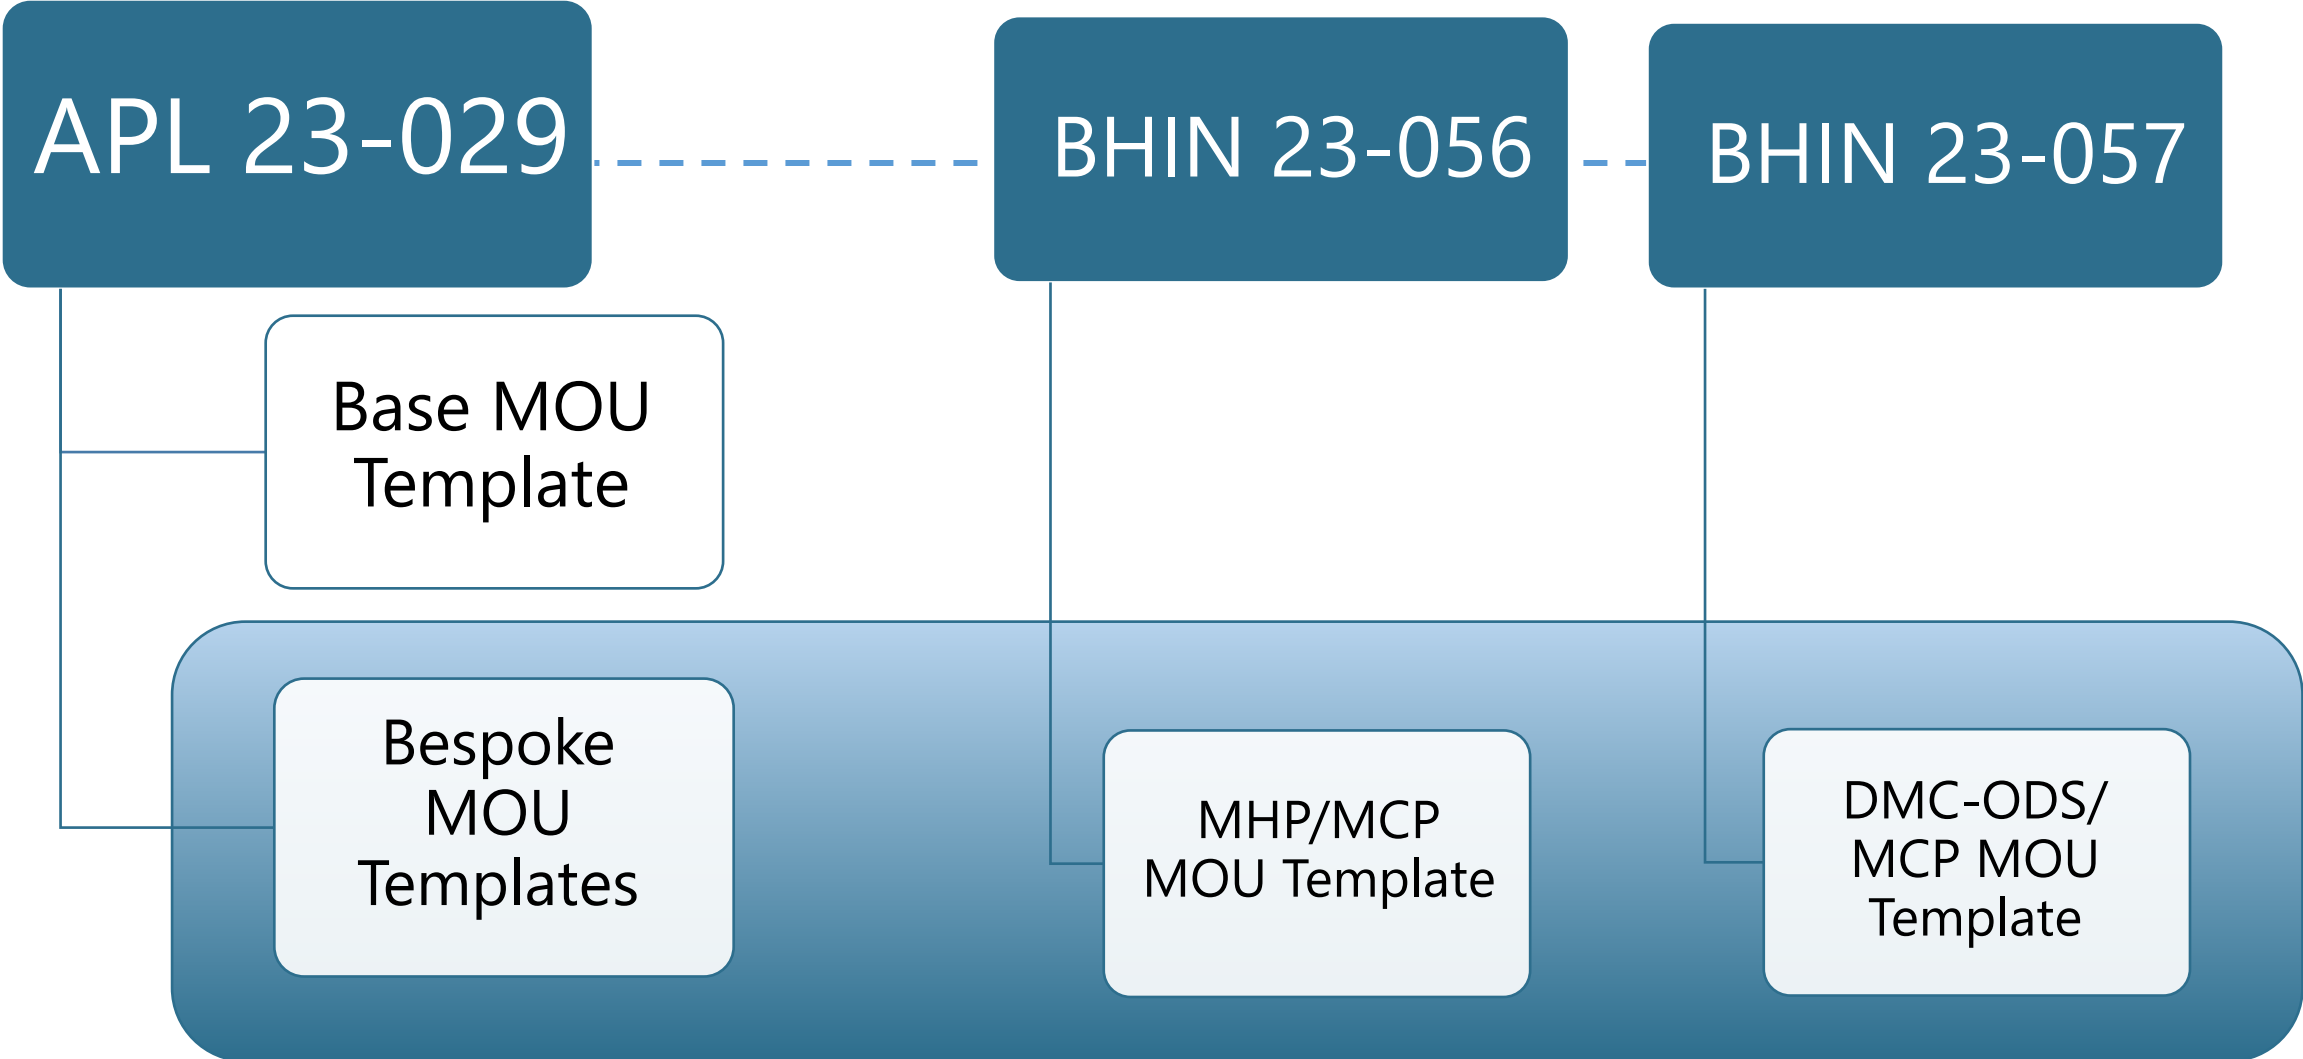 APL 23-029
BHIN 23-056
BHIN 23-057
Base MOU
Template
Bespoke
MOU
Templates
MHP/MCP
MOU Template
DMC-ODS/
MCP MOU
Template